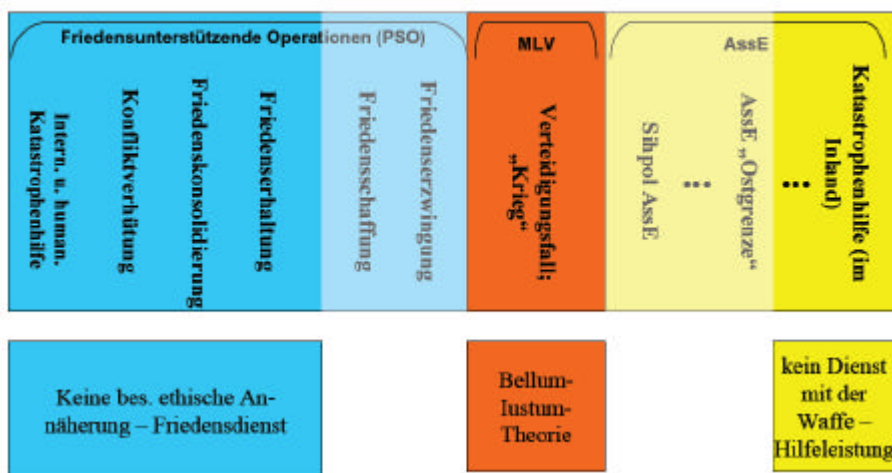 Friedensunterstützende Operationen (PSO)
MLV
AssE
Intern. u. human.
Katastrophenhilfe
Konfliktverhütung
Friedenskonsolidierung
Friedenserhaltung
Friedensschaffung
Friedenserzwingung
Verteidigungsfall;
„Krieg“
Sihpol AssE
...
AssE „Ostgrenze“
...
Katastrophenhilfe (im
Inland)
Keine bes. ethische An-
näherung – Friedensdienst
Bellum-
Iustum-
Theorie
kein Dienst
mit der
Waffe –
Hilfeleistung